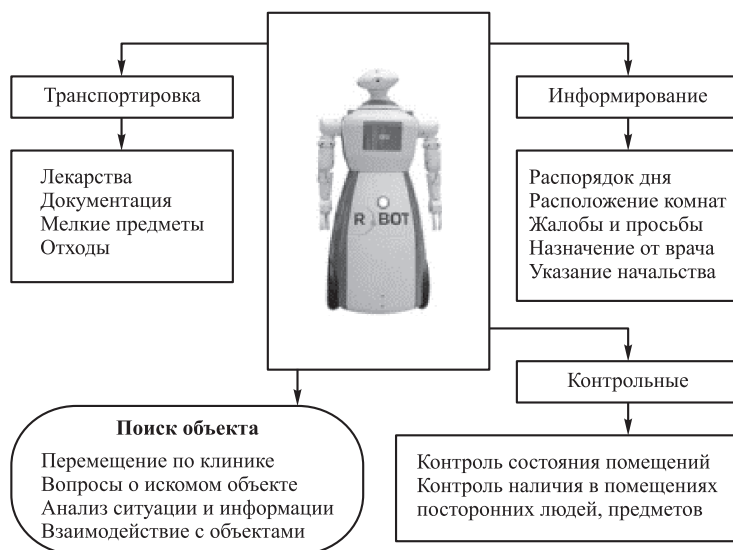 Транспортировка
Лекарства
Документация
Мелкие предметы
Отходы
R BOT
Информирование
Распорядок дня
Расположение комнат
Жалобы и просьбы
Назначение от врача
Указание начальства
Поиск объекта
Перемещение по клинике
Вопросы о искомом объекте
Анализ ситуации и информации
Взаимодействие с объектами
Контрольные
Контроль состояния помещений
Контроль наличия в помещениях
посторонних людей, предметов